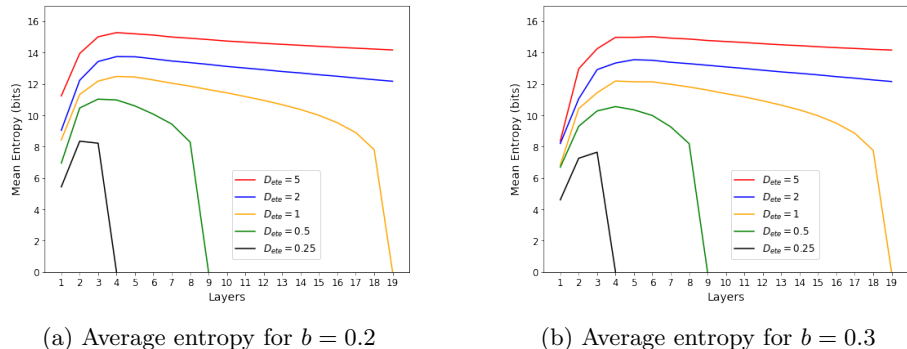 16
14
12
10
8
6
4
2
0
Mean Entropy (bits)
1 2 3 4 5 6 7 8 9 10 11 12 13 14 15 16 17 18 19
Layers
D_ete = 5
D_ete = 2
D_ete = 1
D_ete = 0.5
D_ete = 0.25
(a) Average entropy for b = 0.2
16
14
12
10
8
6
4
2
0
Mean Entropy (bits)
1 2 3 4 5 6 7 8 9 10 11 12 13 14 15 16 17 18 19
Layers
D_ete = 5
D_ete = 2
D_ete = 1
D_ete = 0.5
D_ete = 0.25
(b) Average entropy for b = 0.3